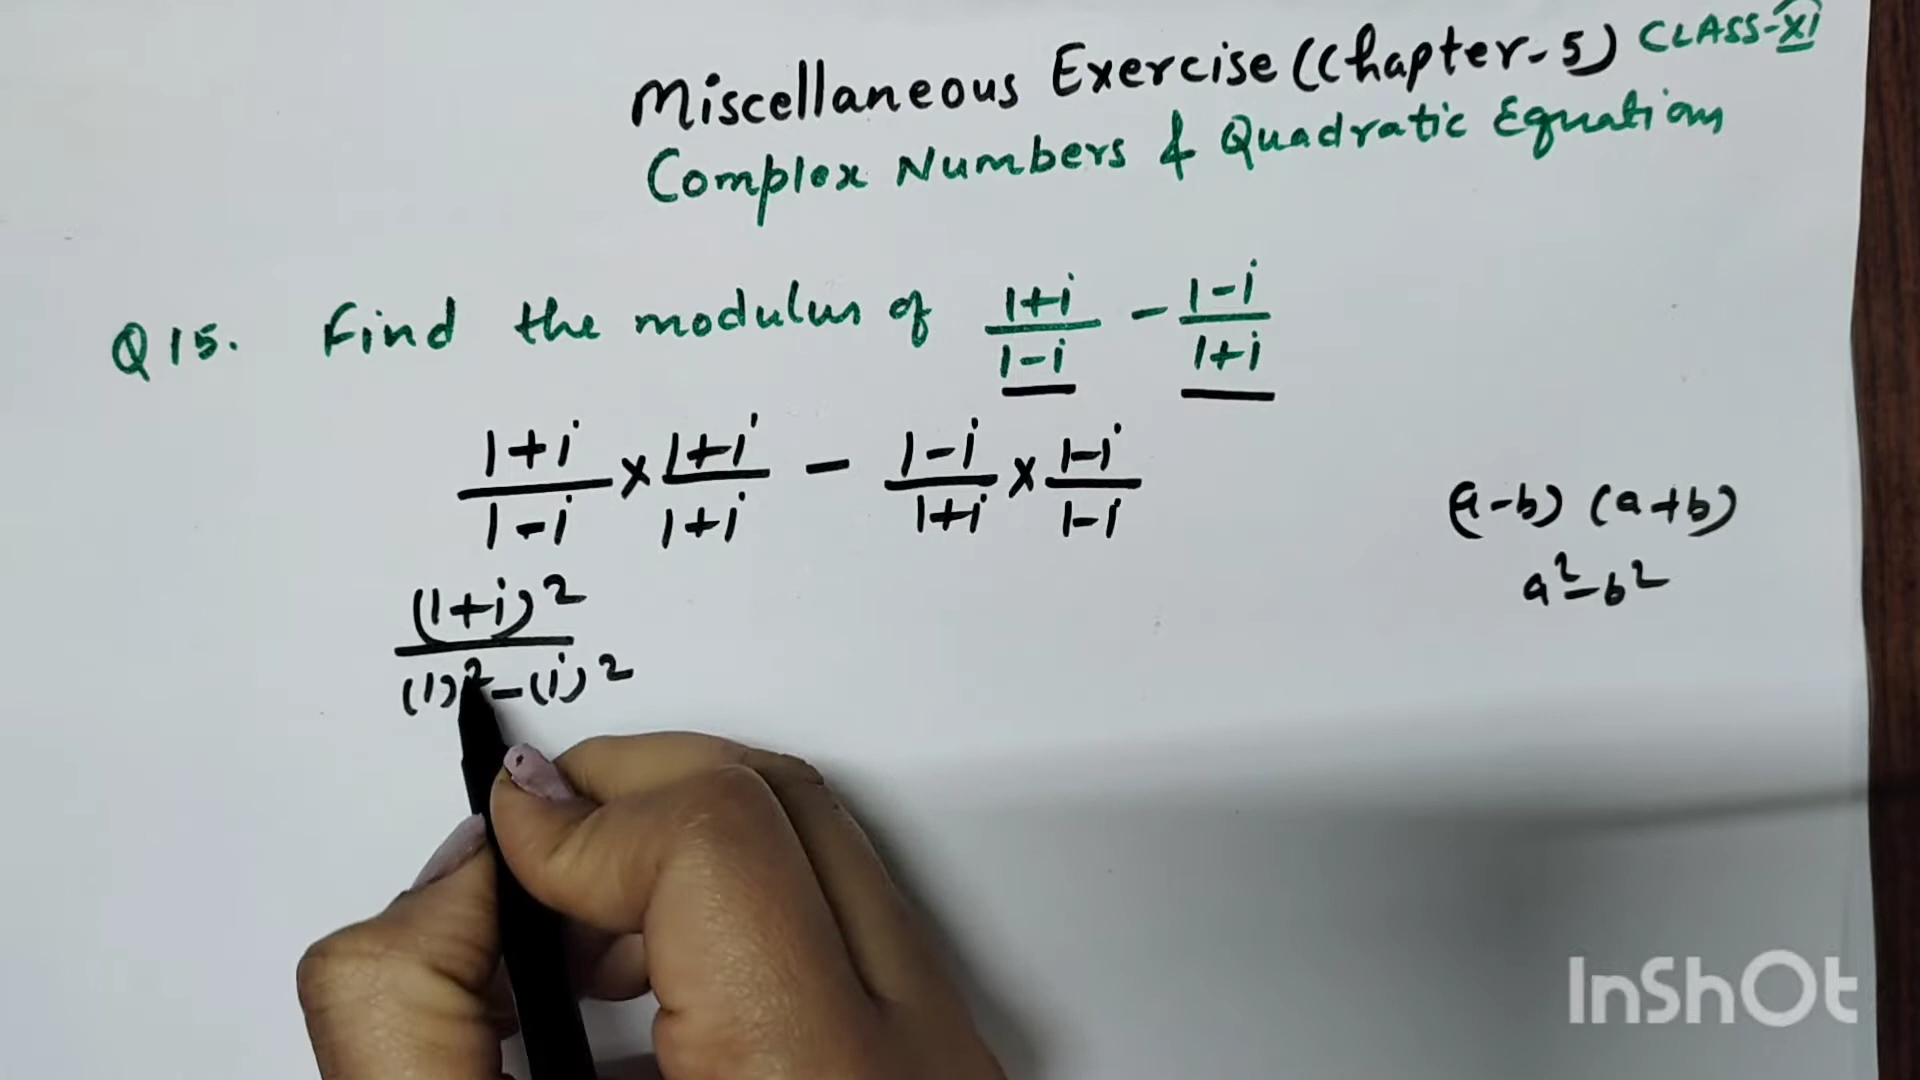 Miscellaneous Exercise (Chapter-5) CLASS-XI
Complex Numbers & Quadratic Equations
Q15. Find the modulus of (1+i)/(1-i) - (1-i)/(1+i)
(1+i)/(1-i) × (1+i)/(1+i) - (1-i)/(1+i) × (1-i)/(1-i)
(a-b) (a+b)
a²-b²
(1+i)²/((1)²-(i)²)
InShOt